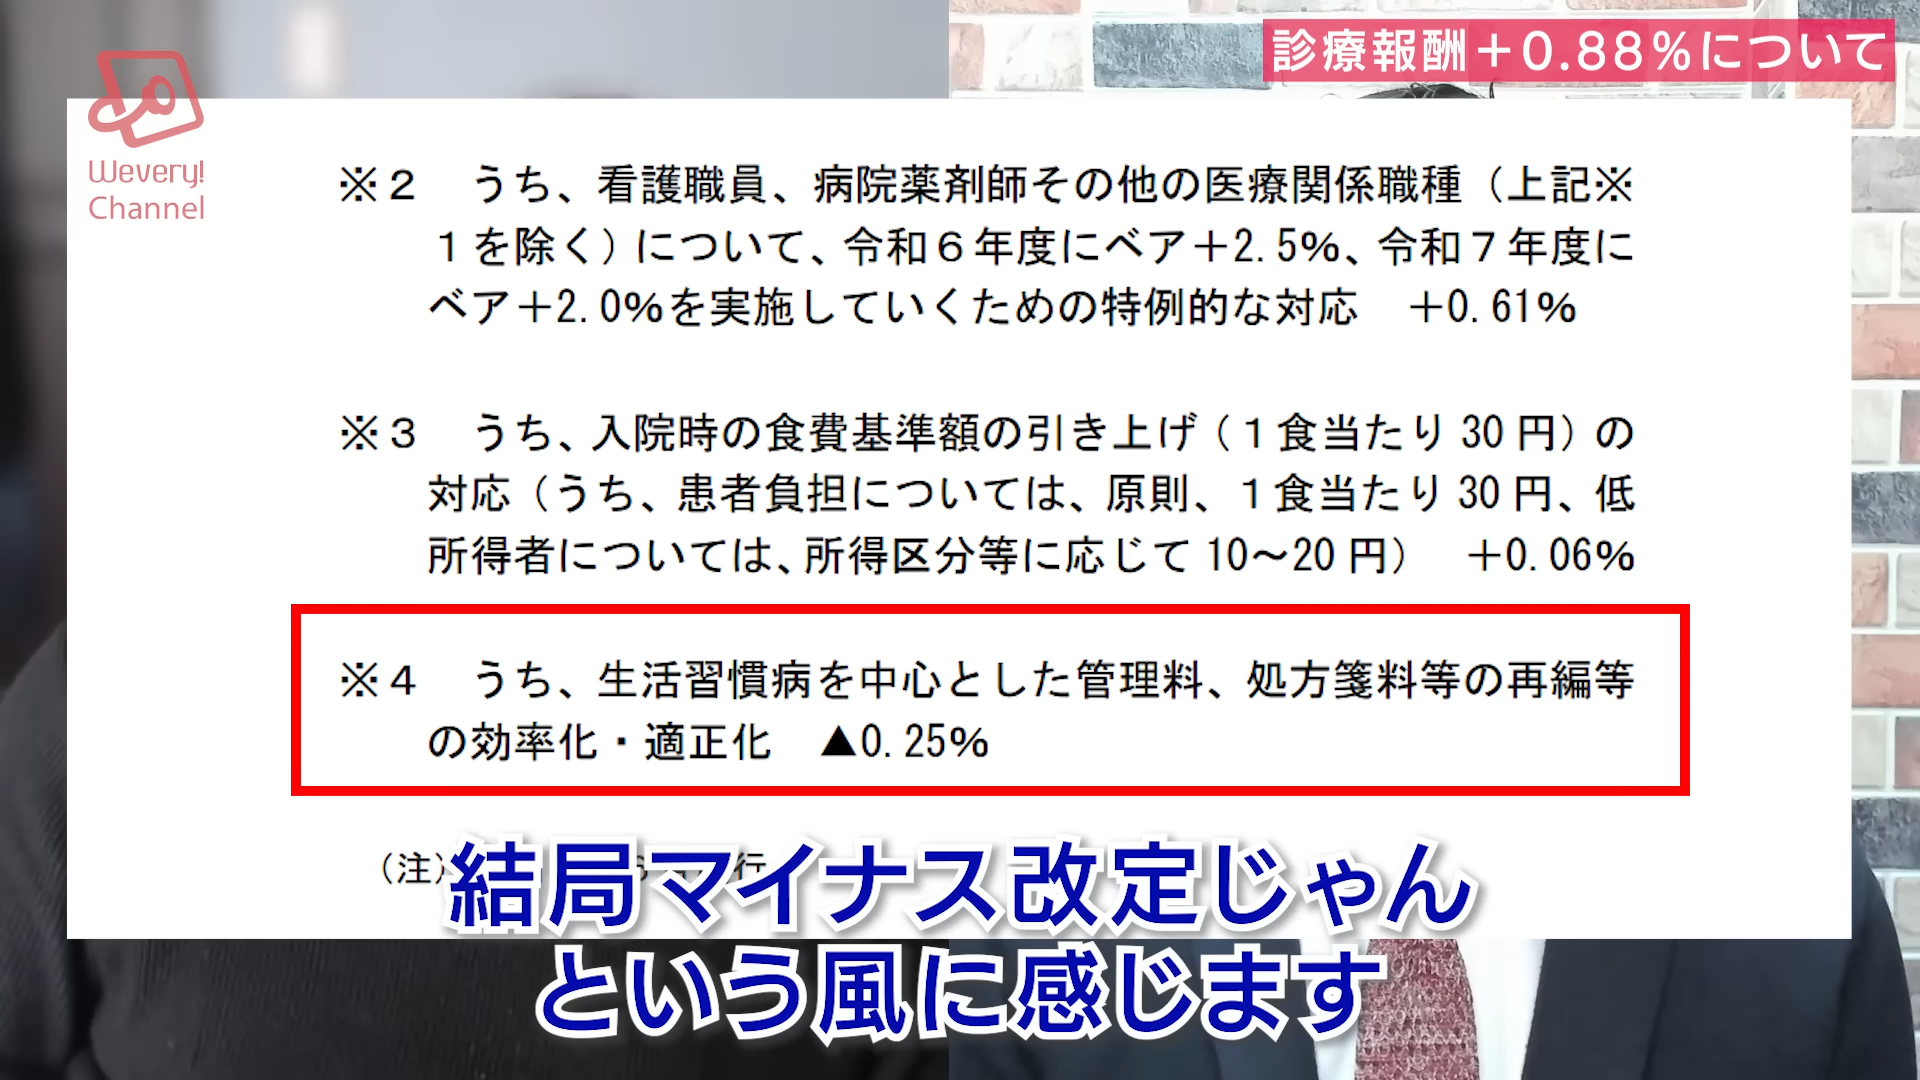 診療報酬＋0.88％について
Wevery!
Channel
※２　うち、看護職員、病院薬剤師その他の医療関係職種（上記※
１を除く）について、令和６年度にベア＋2.5％、令和７年度に
ベア＋2.0％を実施していくための特例的な対応　＋0.61％
※３　うち、入院時の食費基準額の引き上げ（１食当たり30円）の
対応（うち、患者負担については、原則、１食当たり30円、低
所得者については、所得区分等に応じて10～20円）　＋0.06％
※４　うち、生活習慣病を中心とした管理料、処方箋料等の再編等
の効率化・適正化　▲0.25％
（注）
結局マイナス改定じゃん
という風に感じます